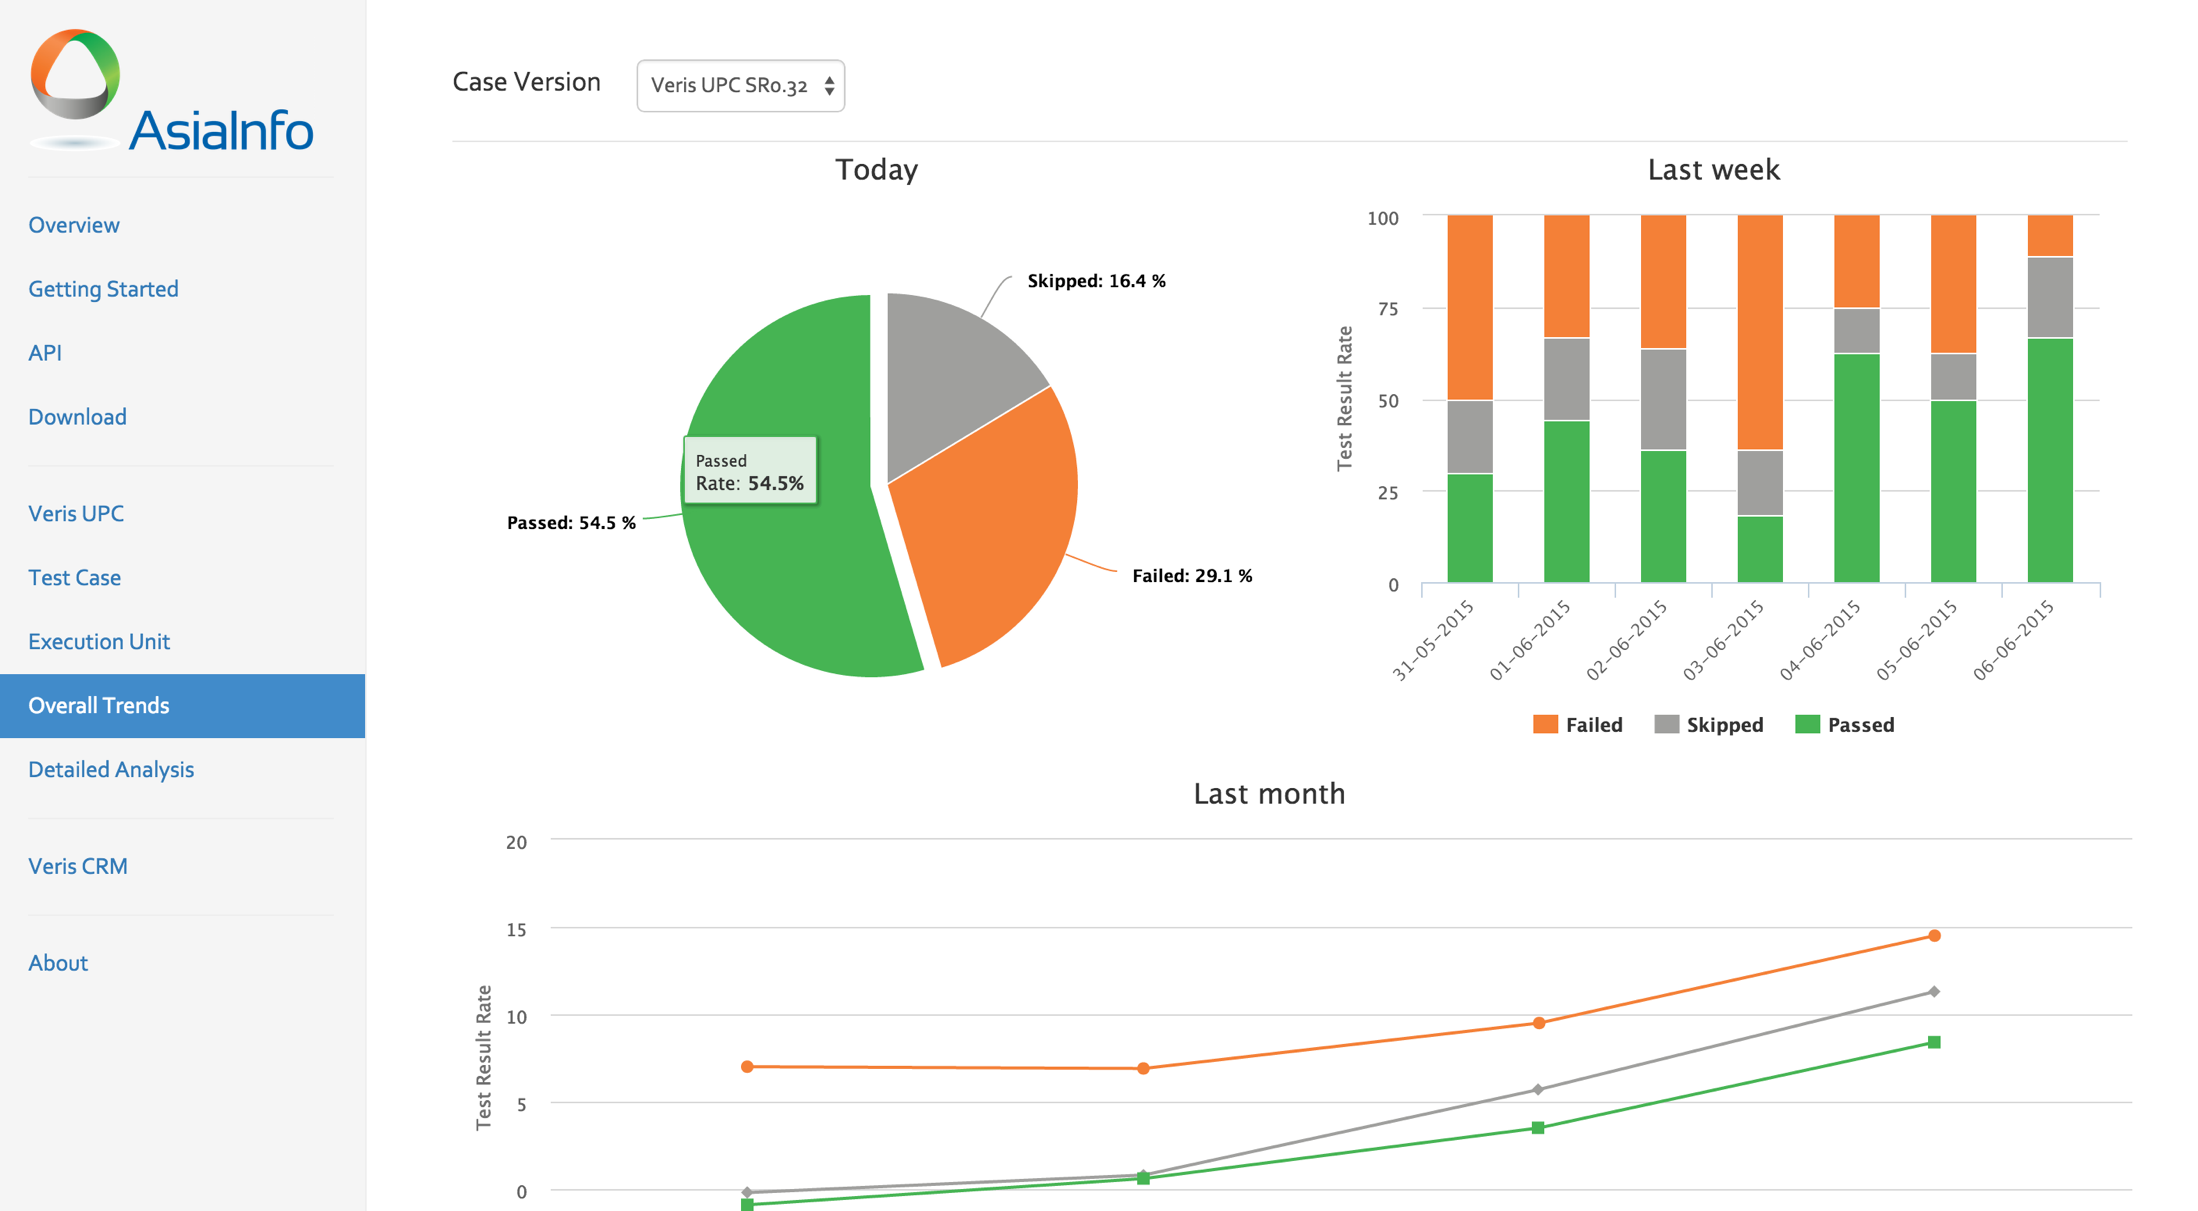 AsiaInfo
Overview
Getting Started
API
Download
Veris UPC
Test Case
Execution Unit
Overall Trends
Detailed Analysis
Veris CRM
About
Case Version
Veris UPC SR0.32
Today
Skipped: 16.4 %
Passed
Rate: 54.5%
Passed: 54.5 %
Failed: 29.1 %
Last week
Test Result Rate
100
75
50
25
0
31-05-2015
01-06-2015
02-06-2015
03-06-2015
04-06-2015
05-06-2015
06-06-2015
Failed
Skipped
Passed
Last month
Test Result Rate
20
15
10
5
0